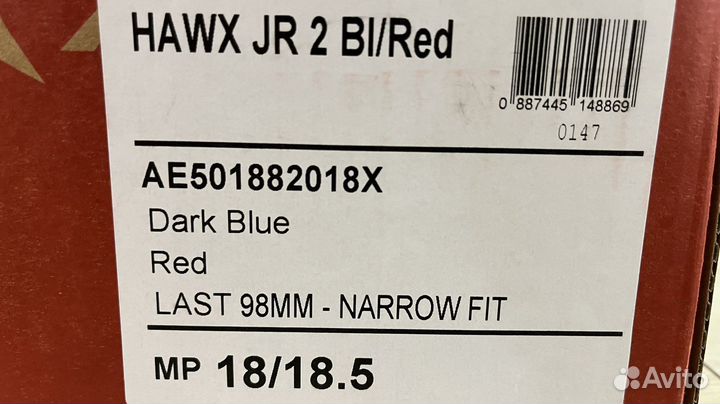 HAWX JR 2 Bl/Red
0 887445 148869
0147
AE501882018X
Dark Blue
Red
LAST 98MM - NARROW FIT
MP 18/18.5
Avito